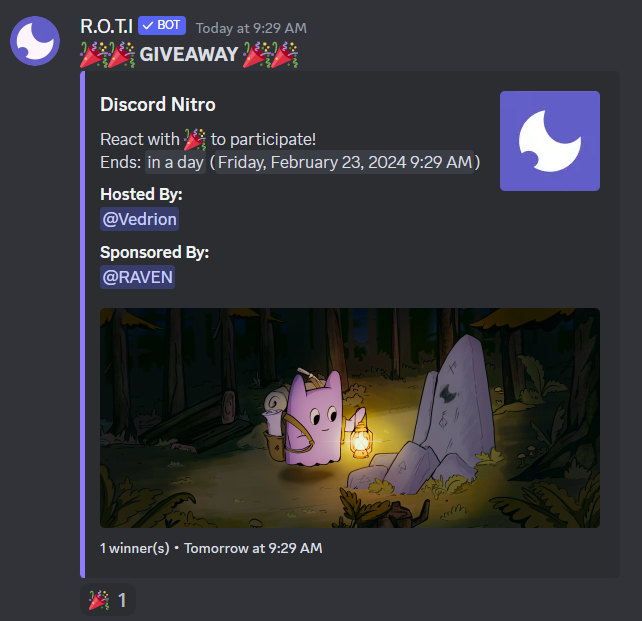 R.O.T.I ✓ BOT Today at 9:29 AM
🎉🎉 GIVEAWAY 🎉🎉
Discord Nitro
React with 🎉 to participate!
Ends: in a day (Friday, February 23, 2024 9:29 AM)
Hosted By:
@Vedrion
Sponsored By:
@RAVEN
1 winner(s) • Tomorrow at 9:29 AM
🎉 1